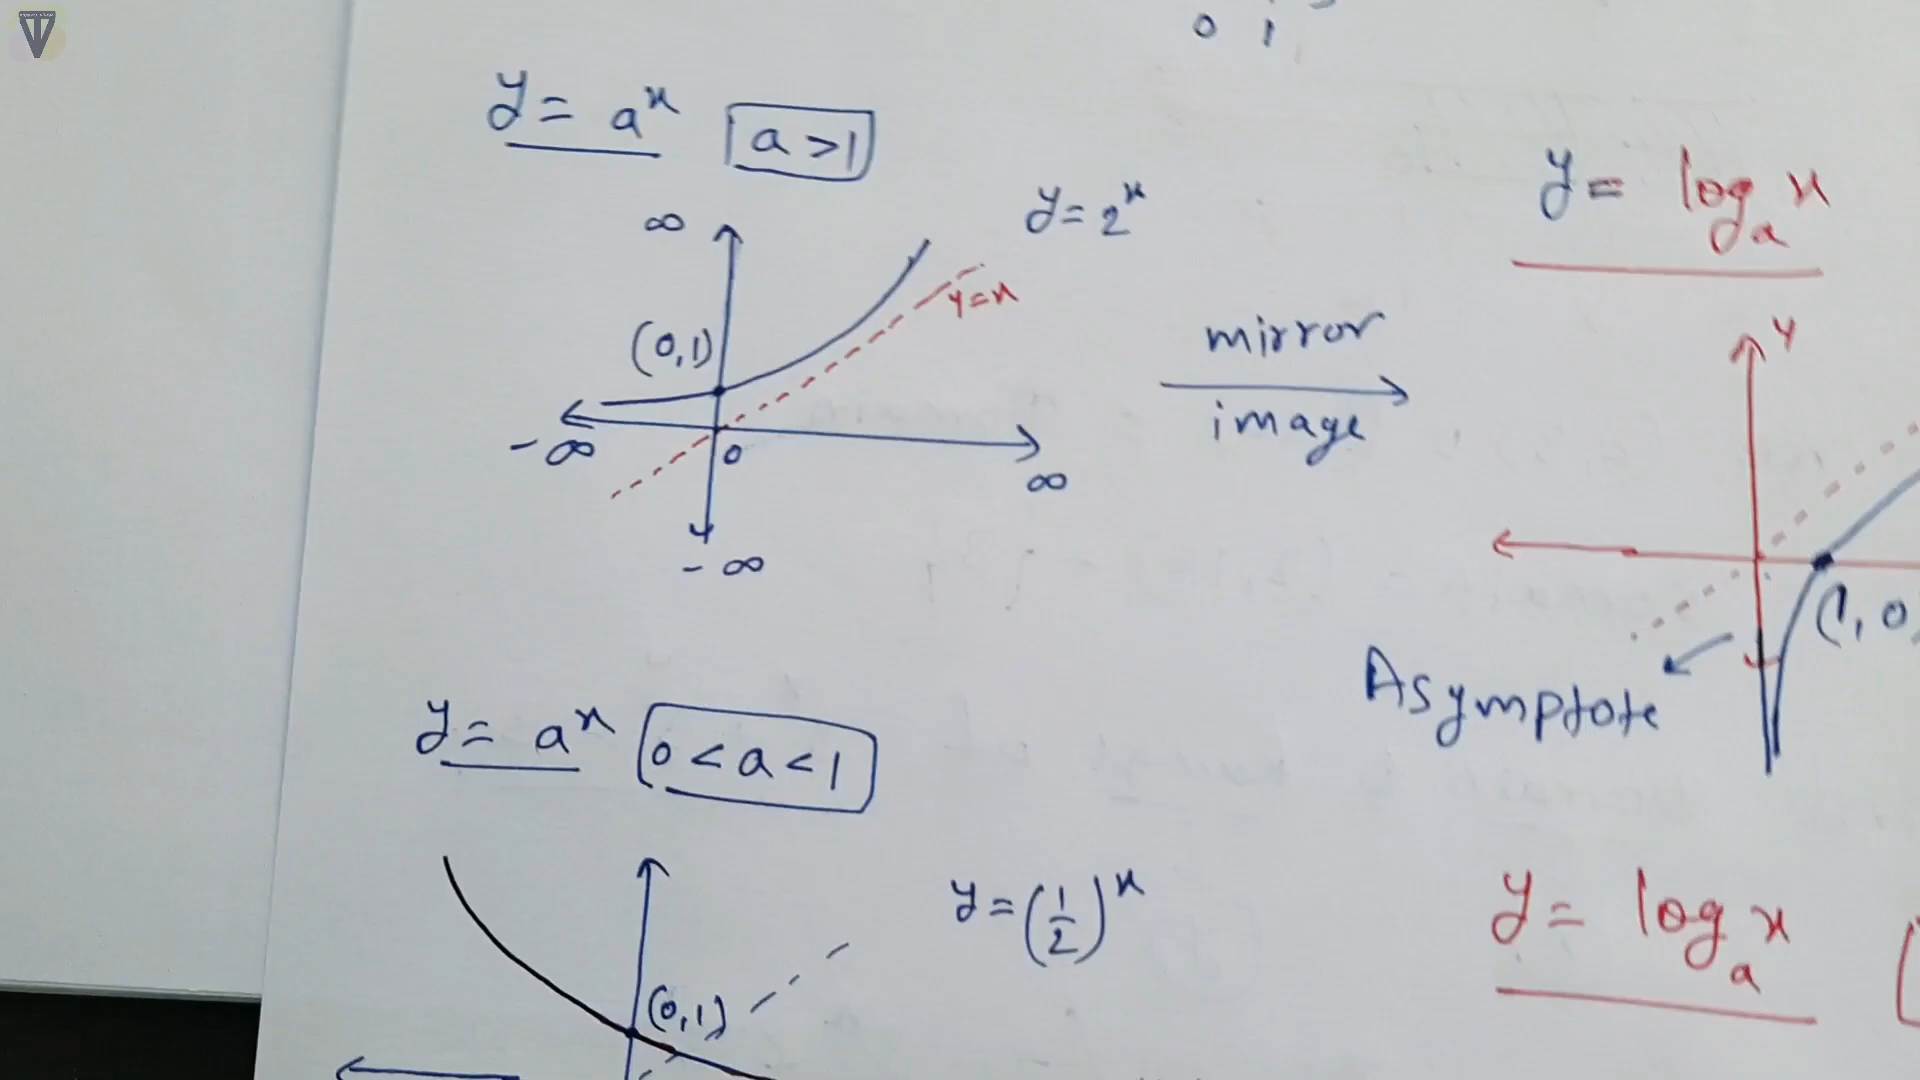 0 1
y = a^x a > 1
y = 2^x
∞
y = x
(0,1)
-∞ 0 ∞
-∞
mirror
image
y = log_a x
y
(1, 0
Asymptote
y = a^x 0 < a < 1
y = (1/2)^x
(0,1)
y = log_a x